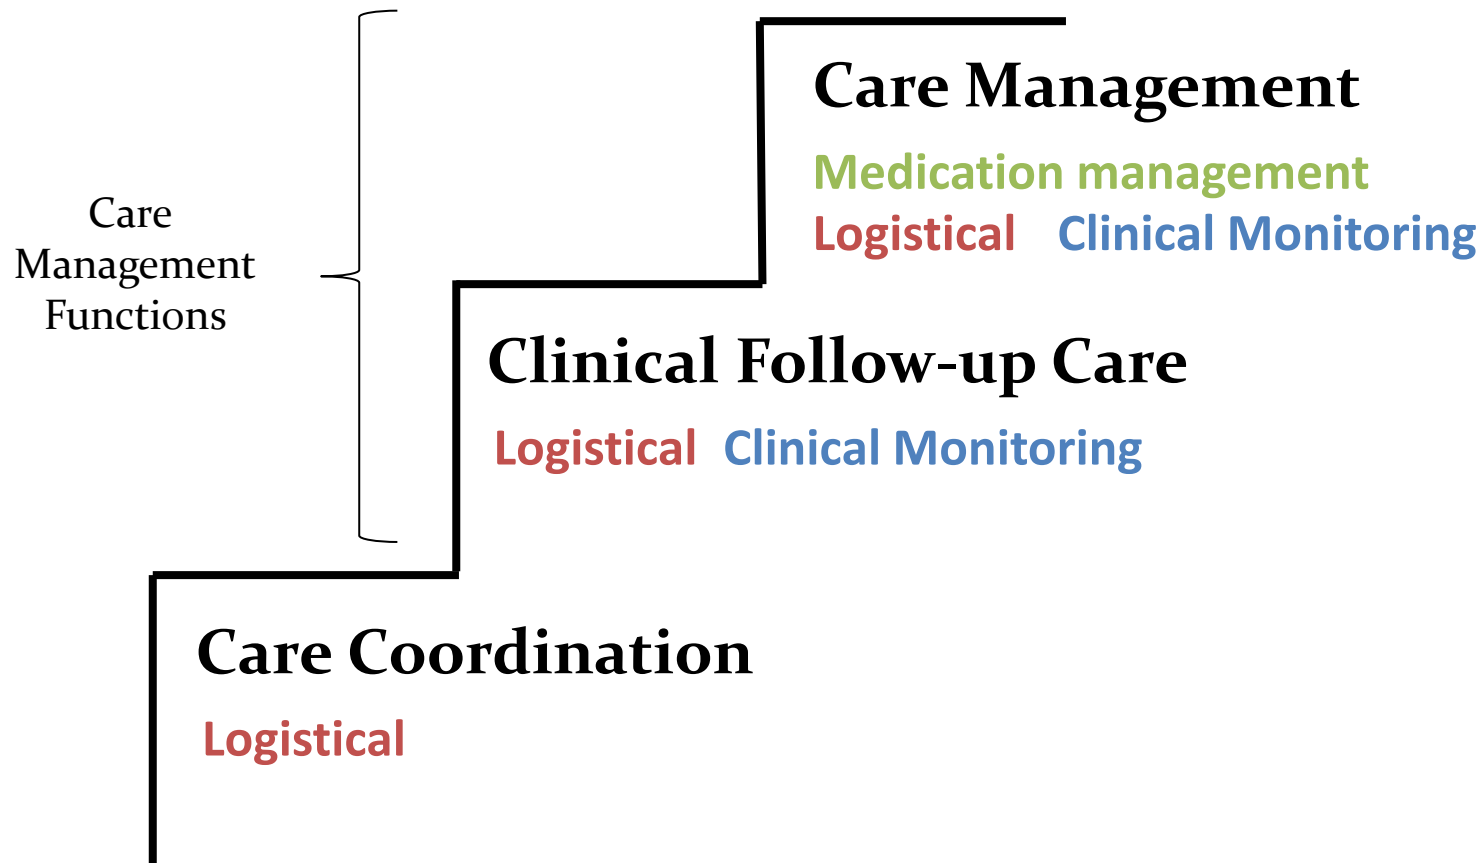 Care Management
Medication management
Logistical Clinical Monitoring
Care
Management
Functions
Clinical Follow-up Care
Logistical Clinical Monitoring
Care Coordination
Logistical